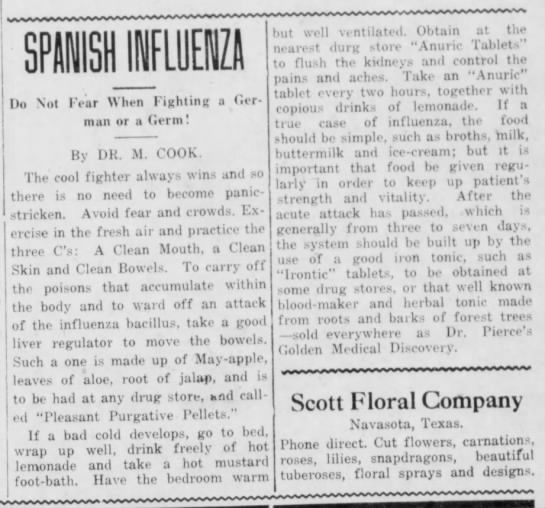 SPANISH INFLUENZA
Do Not Fear When Fighting a Ger-
man or a Germ!
By DR. M. COOK.
The cool fighter always wins and so
there is no need to become panic-
stricken. Avoid fear and crowds. Ex-
ercise in the fresh air and practice the
three C's: A Clean Mouth, a Clean
Skin and Clean Bowels. To carry off
the poisons that accumulate within
the body and to ward off an attack
of the influenza bacillus, take a good
liver regulator to move the bowels.
Such a one is made up of May-apple,
leaves of aloe, root of jalap, and is
to be had at any drug store, and call-
ed "Pleasant Purgative Pellets."
If a bad cold develops, go to bed,
wrap up well, drink freely of hot
lemonade and take a hot mustard
foot-bath. Have the bedroom warm
but well ventilated. Obtain at the
nearest durg store "Anuric Tablets"
to flush the kidneys and control the
pains and aches. Take an "Anuric"
tablet every two hours, together with
copious drinks of lemonade. If a
true case of influenza, the food
should be simple, such as broths, milk,
buttermilk and ice-cream; but it is
important that food be given regu-
larly in order to keep up patient's
strength and vitality. After the
acute attack has passed, which is
generally from three to seven days,
the system should be built up by the
use of a good iron tonic, such as
"Irontic" tablets, to be obtained at
some drug stores, or that well known
blood-maker and herbal tonic made
from roots and barks of forest trees
—sold everywhere as Dr. Pierce's
Golden Medical Discovery.
Scott Floral Company
Navasota, Texas.
Phone direct. Cut flowers, carnations,
roses, lilies, snapdragons, beautiful
tuberoses, floral sprays and designs.